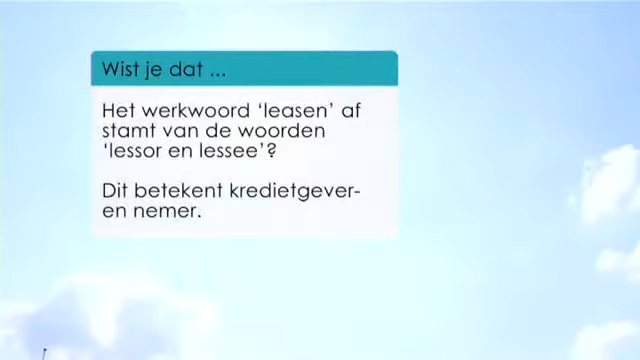 Wist je dat ...
Het werkwoord ‘leasen’ af
stamt van de woorden
‘lessor en lessee’?
Dit betekent kredietgever-
en nemer.